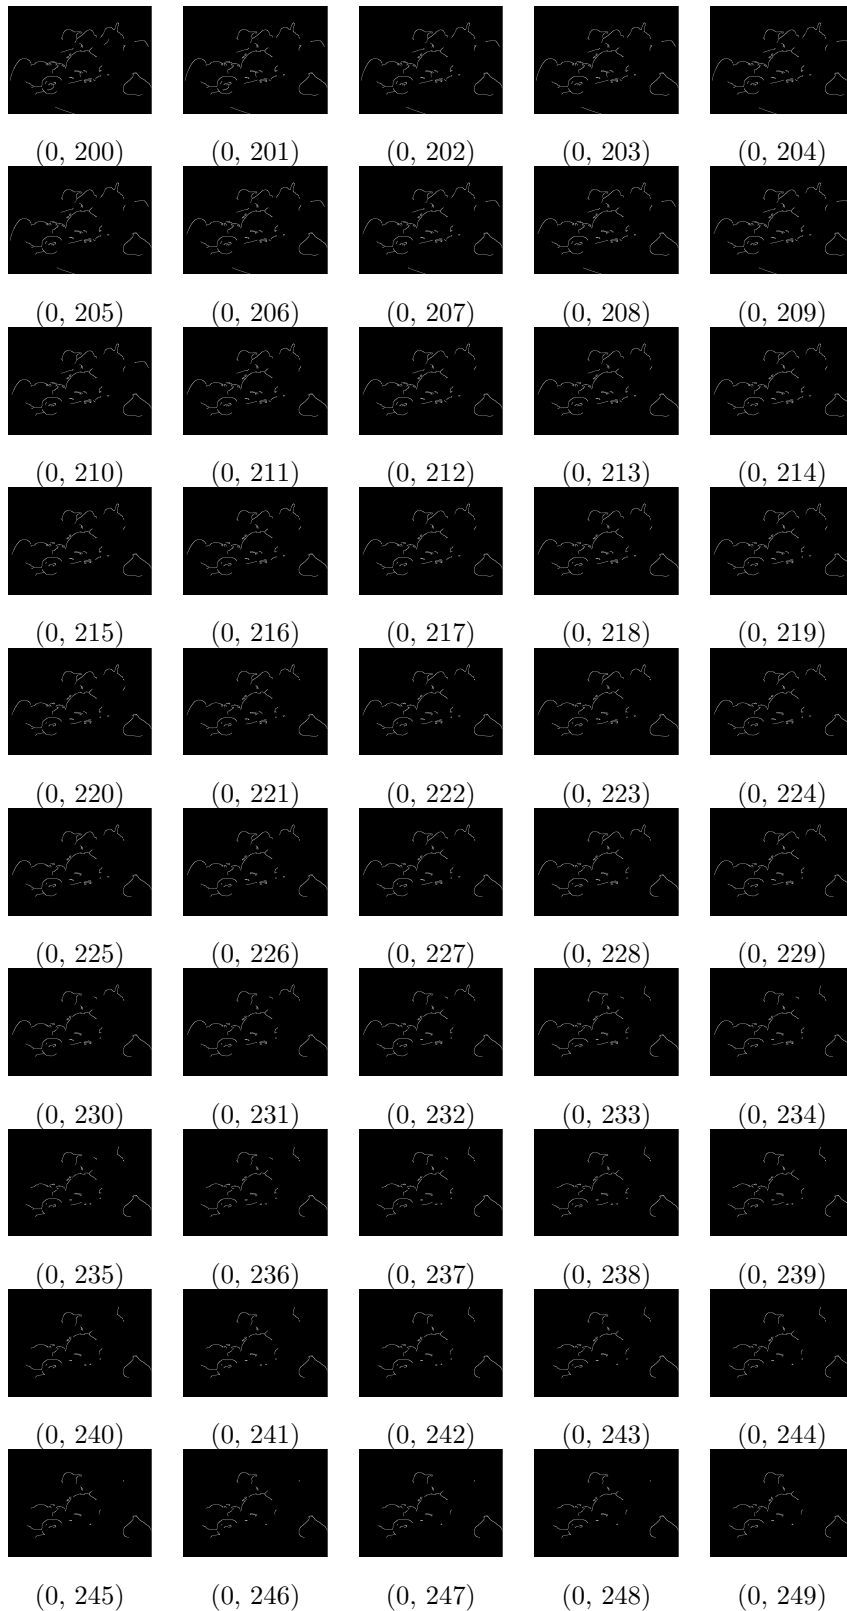 (0, 200) (0, 201) (0, 202) (0, 203) (0, 204)
(0, 205) (0, 206) (0, 207) (0, 208) (0, 209)
(0, 210) (0, 211) (0, 212) (0, 213) (0, 214)
(0, 215) (0, 216) (0, 217) (0, 218) (0, 219)
(0, 220) (0, 221) (0, 222) (0, 223) (0, 224)
(0, 225) (0, 226) (0, 227) (0, 228) (0, 229)
(0, 230) (0, 231) (0, 232) (0, 233) (0, 234)
(0, 235) (0, 236) (0, 237) (0, 238) (0, 239)
(0, 240) (0, 241) (0, 242) (0, 243) (0, 244)
(0, 245) (0, 246) (0, 247) (0, 248) (0, 249)